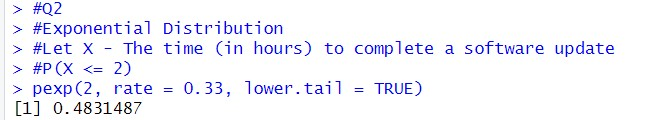 > #Q2
> #Exponential Distribution
> #Let X - The time (in hours) to complete a software update
> #P(X <= 2)
> pexp(2, rate = 0.33, lower.tail = TRUE)
[1] 0.4831487